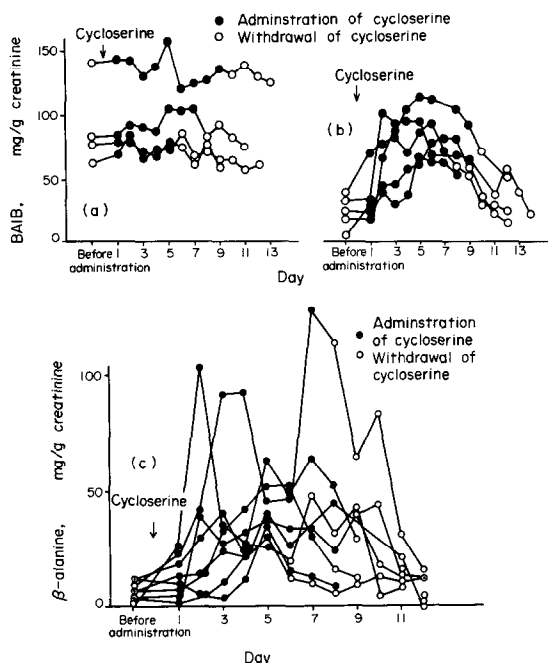 Cycloserine
Adminstration of cycloserine
Withdrawal of cycloserine
BAIB, mg/g creatinine
150
100
50
0
(a)
Before administration
1 3 5 7 9 11 13
Cycloserine
(b)
Before administration
1 3 5 7 9 11 13
Day
Adminstration
of cycloserine
Withdrawal of
cycloserine
β-alanine, mg/g creatinine
100
50
0
(c)
Cycloserine
Before
administration
1 3 5 7 9 11
Day